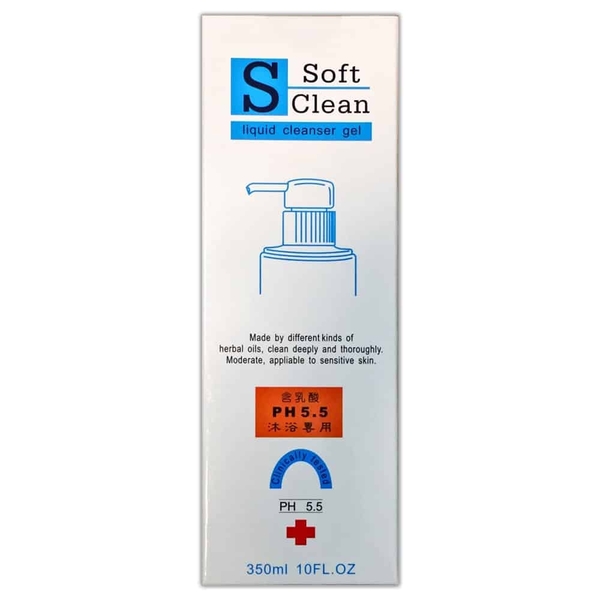 S Soft
Clean
liquid cleanser gel
Made by different kinds of
herbal oils, clean deeply and thoroughly.
Moderate, appliable to sensitive skin.
含乳酸
PH 5.5
沐浴專用
Clinically tested
PH 5.5
350ml 10FL.OZ